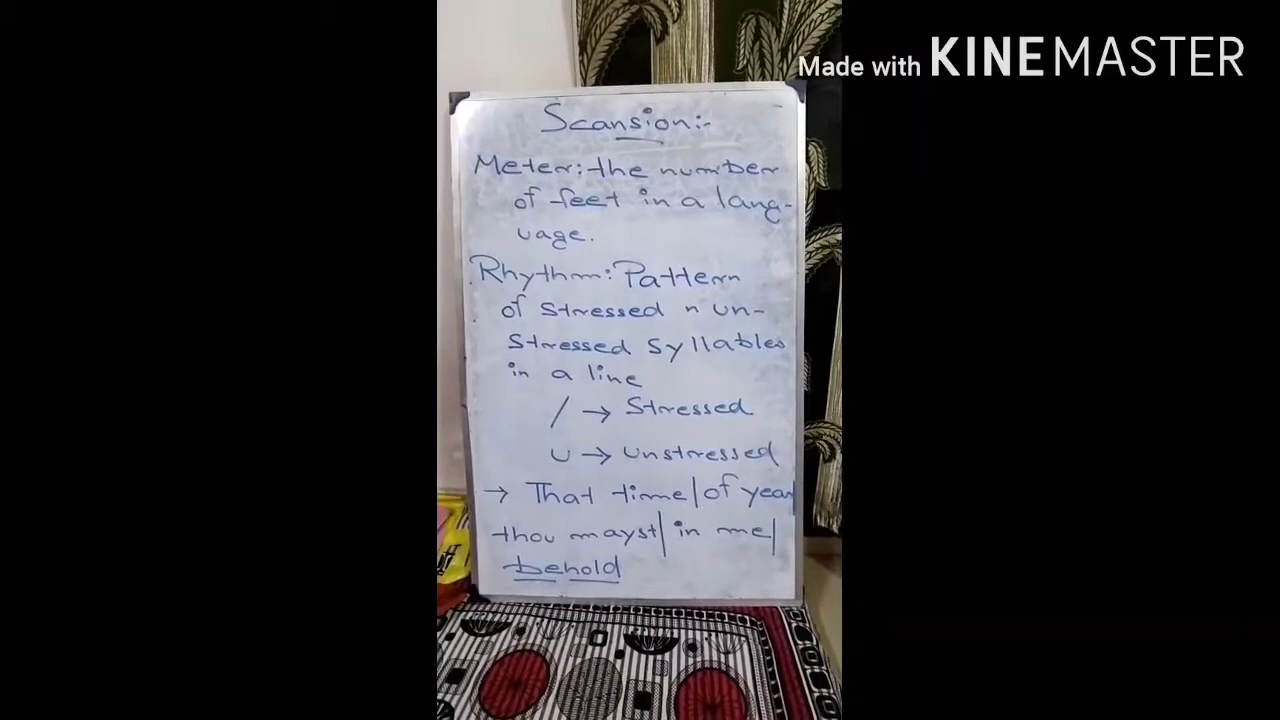 Made with KINEMASTER
Scansion:-
Meter: the number
of feet in a lang-
uage.
Rhythm: Pattern
of stressed n un-
stressed syllables
in a line
/ → Stressed
∪ → unstressed
→ That time/of year/
thou mayst/in me/
behold